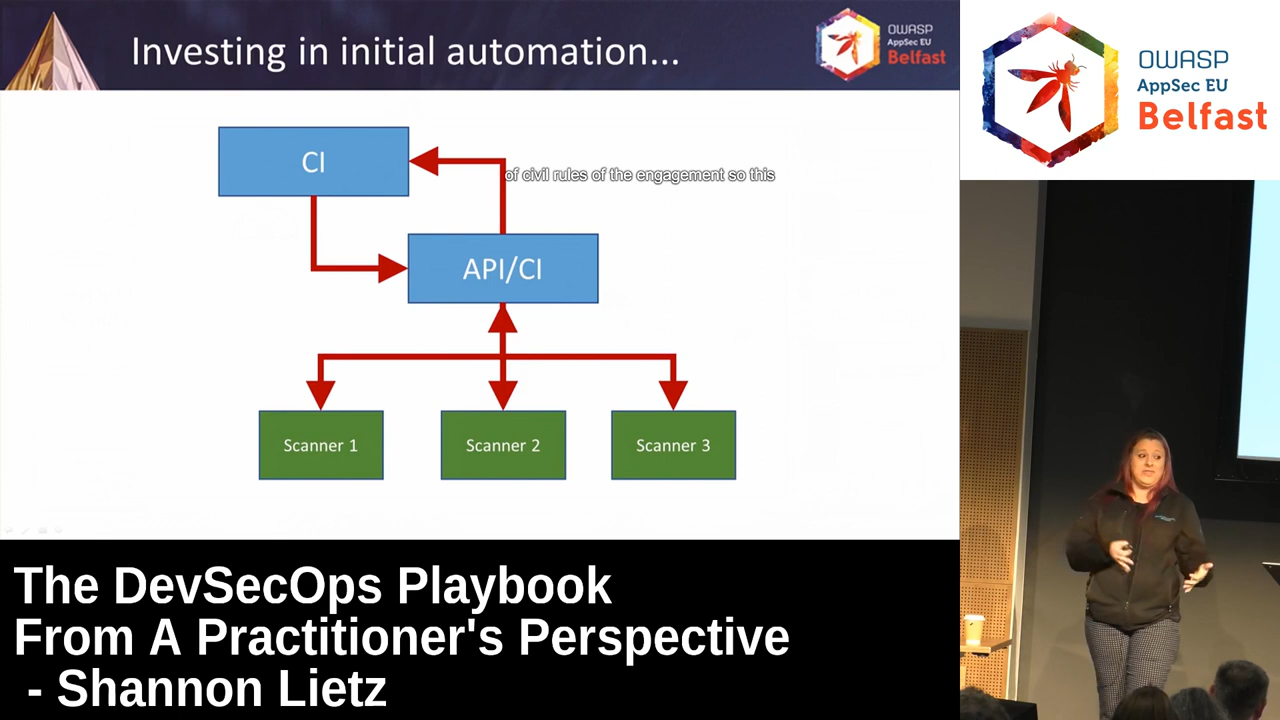 Investing in initial automation...
OWASP
AppSec EU
Belfast
OWASP
AppSec EU
Belfast
CI
of civil rules of the engagement so this
API/CI
Scanner 1
Scanner 2
Scanner 3
The DevSecOps Playbook
From A Practitioner's Perspective
- Shannon Lietz